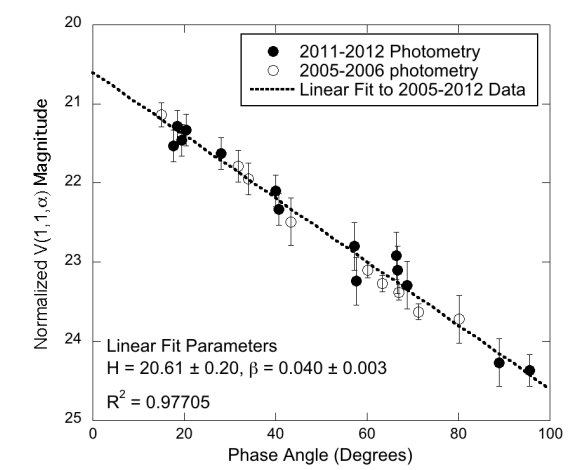 20
21
22
23
24
25
0
20
40
60
80
100
Normalized V(1,1,α) Magnitude
Phase Angle (Degrees)
2011-2012 Photometry
2005-2006 photometry
Linear Fit to 2005-2012 Data
Linear Fit Parameters
H = 20.61 ± 0.20, β = 0.040 ± 0.003
R² = 0.97705